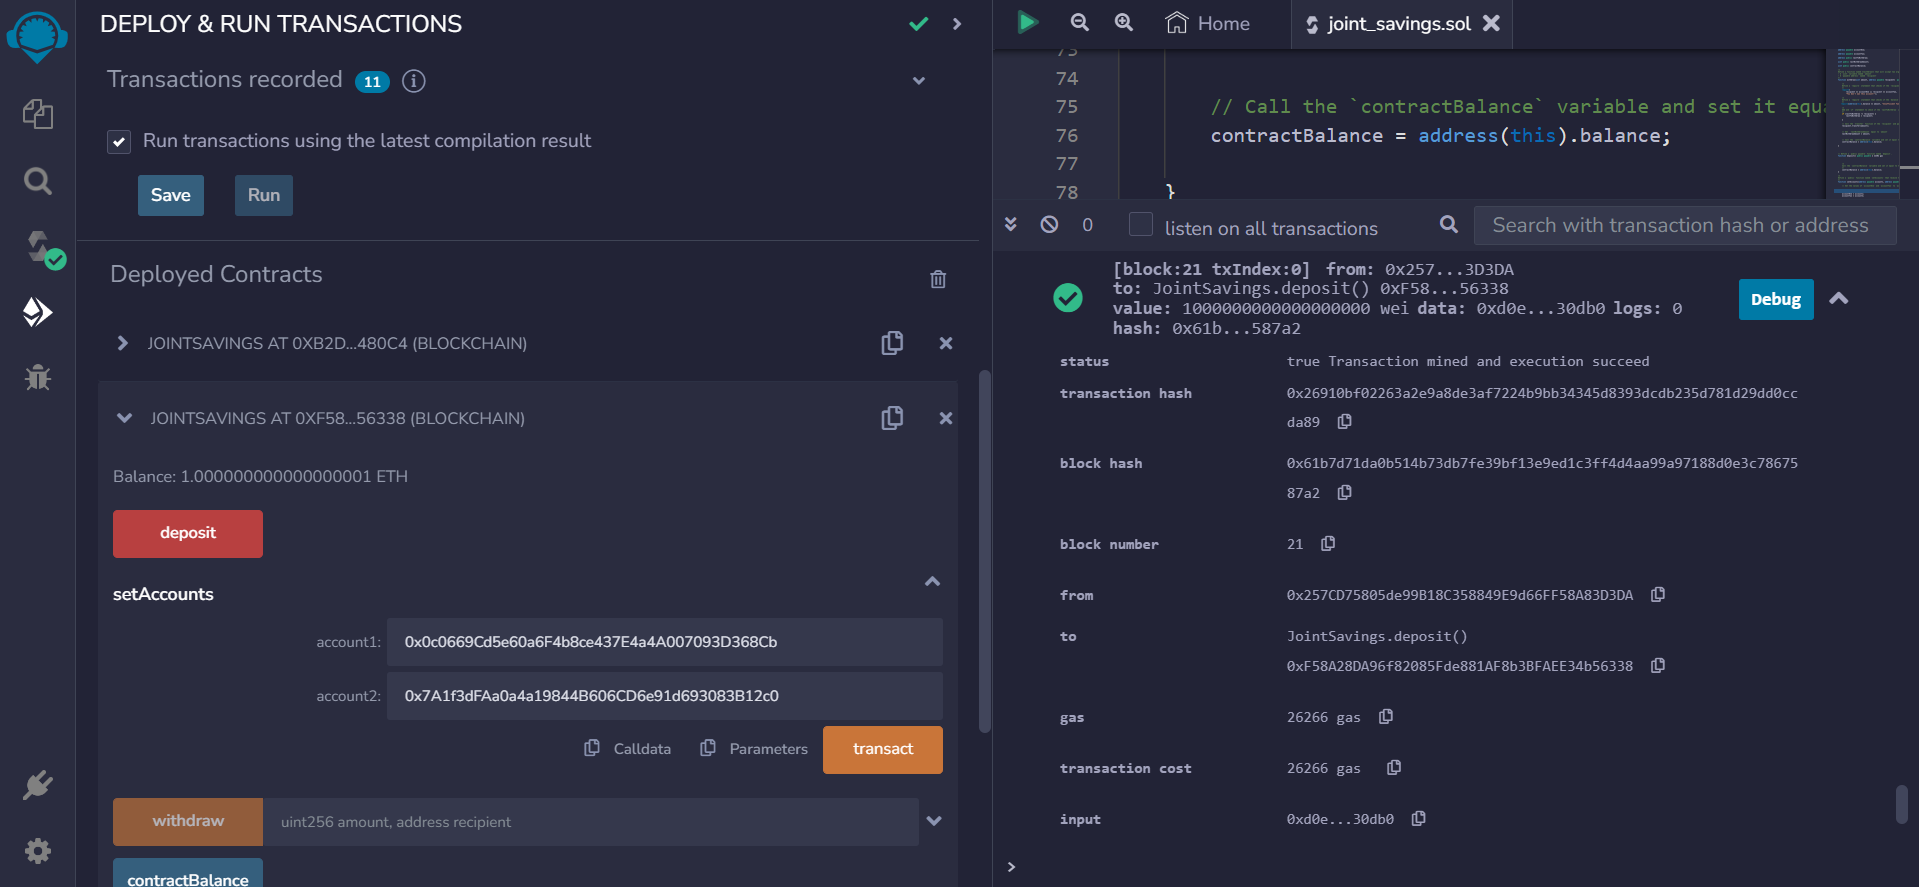 DEPLOY & RUN TRANSACTIONS
Transactions recorded 11 i
Run transactions using the latest compilation result
Save Run
Deployed Contracts
JOINTSAVINGS AT 0XB2D...480C4 (BLOCKCHAIN)
JOINTSAVINGS AT 0XF58...56338 (BLOCKCHAIN)
Balance: 1.000000000000000001 ETH
deposit
setAccounts
account1: 0x0c0669Cd5e60a6F4b8ce437E4a4A007093D368Cb
account2: 0x7A1f3dFAa0a4a19844B606CD6e91d693083B12c0
Calldata Parameters transact
withdraw uint256 amount, address recipient
contractBalance
Home joint_savings.sol
73
74
75 // Call the `contractBalance` variable and set it equa
76 contractBalance = address(this).balance;
77
78 }
0 listen on all transactions Search with transaction hash or address
[block:21 txIndex:0] from: 0x257...3D3DA
to: JointSavings.deposit() 0xF58...56338
value: 1000000000000000000 wei data: 0xd0e...30db0 logs: 0
hash: 0x61b...587a2
Debug
status true Transaction mined and execution succeed
transaction hash 0x26910bf02263a2e9a8de3af7224b9bb34345d8393dcdb235d781d29dd0cc
da89
block hash 0x61b7d71da0b514b73db7fe39bf13e9ed1c3ff4d4aa99a97188d0e3c78675
87a2
block number 21
from 0x257CD75805de99B18C358849E9d66FF58A83D3DA
to JointSavings.deposit()
0xF58A28DA96f82085Fde881AF8b3BFAEE34b56338
gas 26266 gas
transaction cost 26266 gas
input 0xd0e...30db0
>